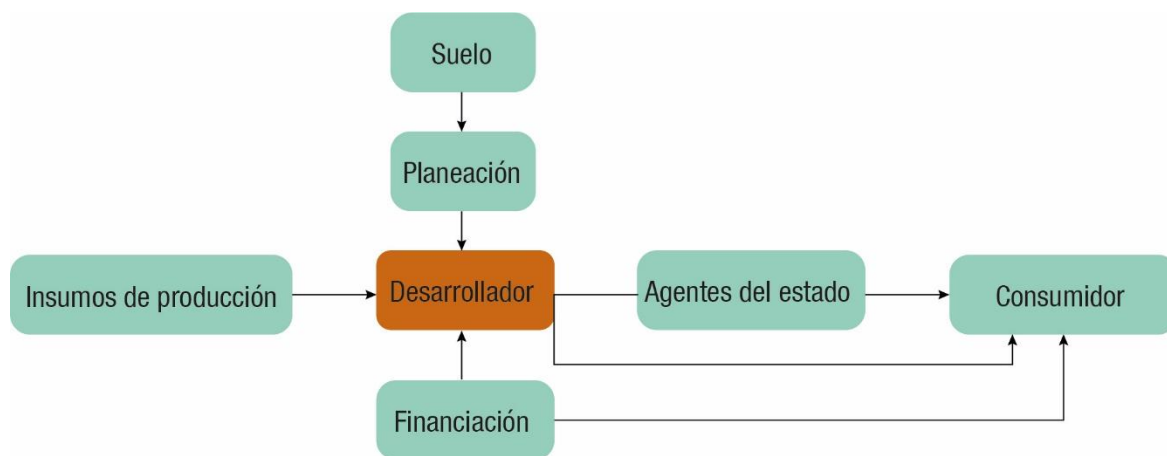 Suelo
Planeación
Insumos de producción
Desarrollador
Agentes del estado
Consumidor
Financiación